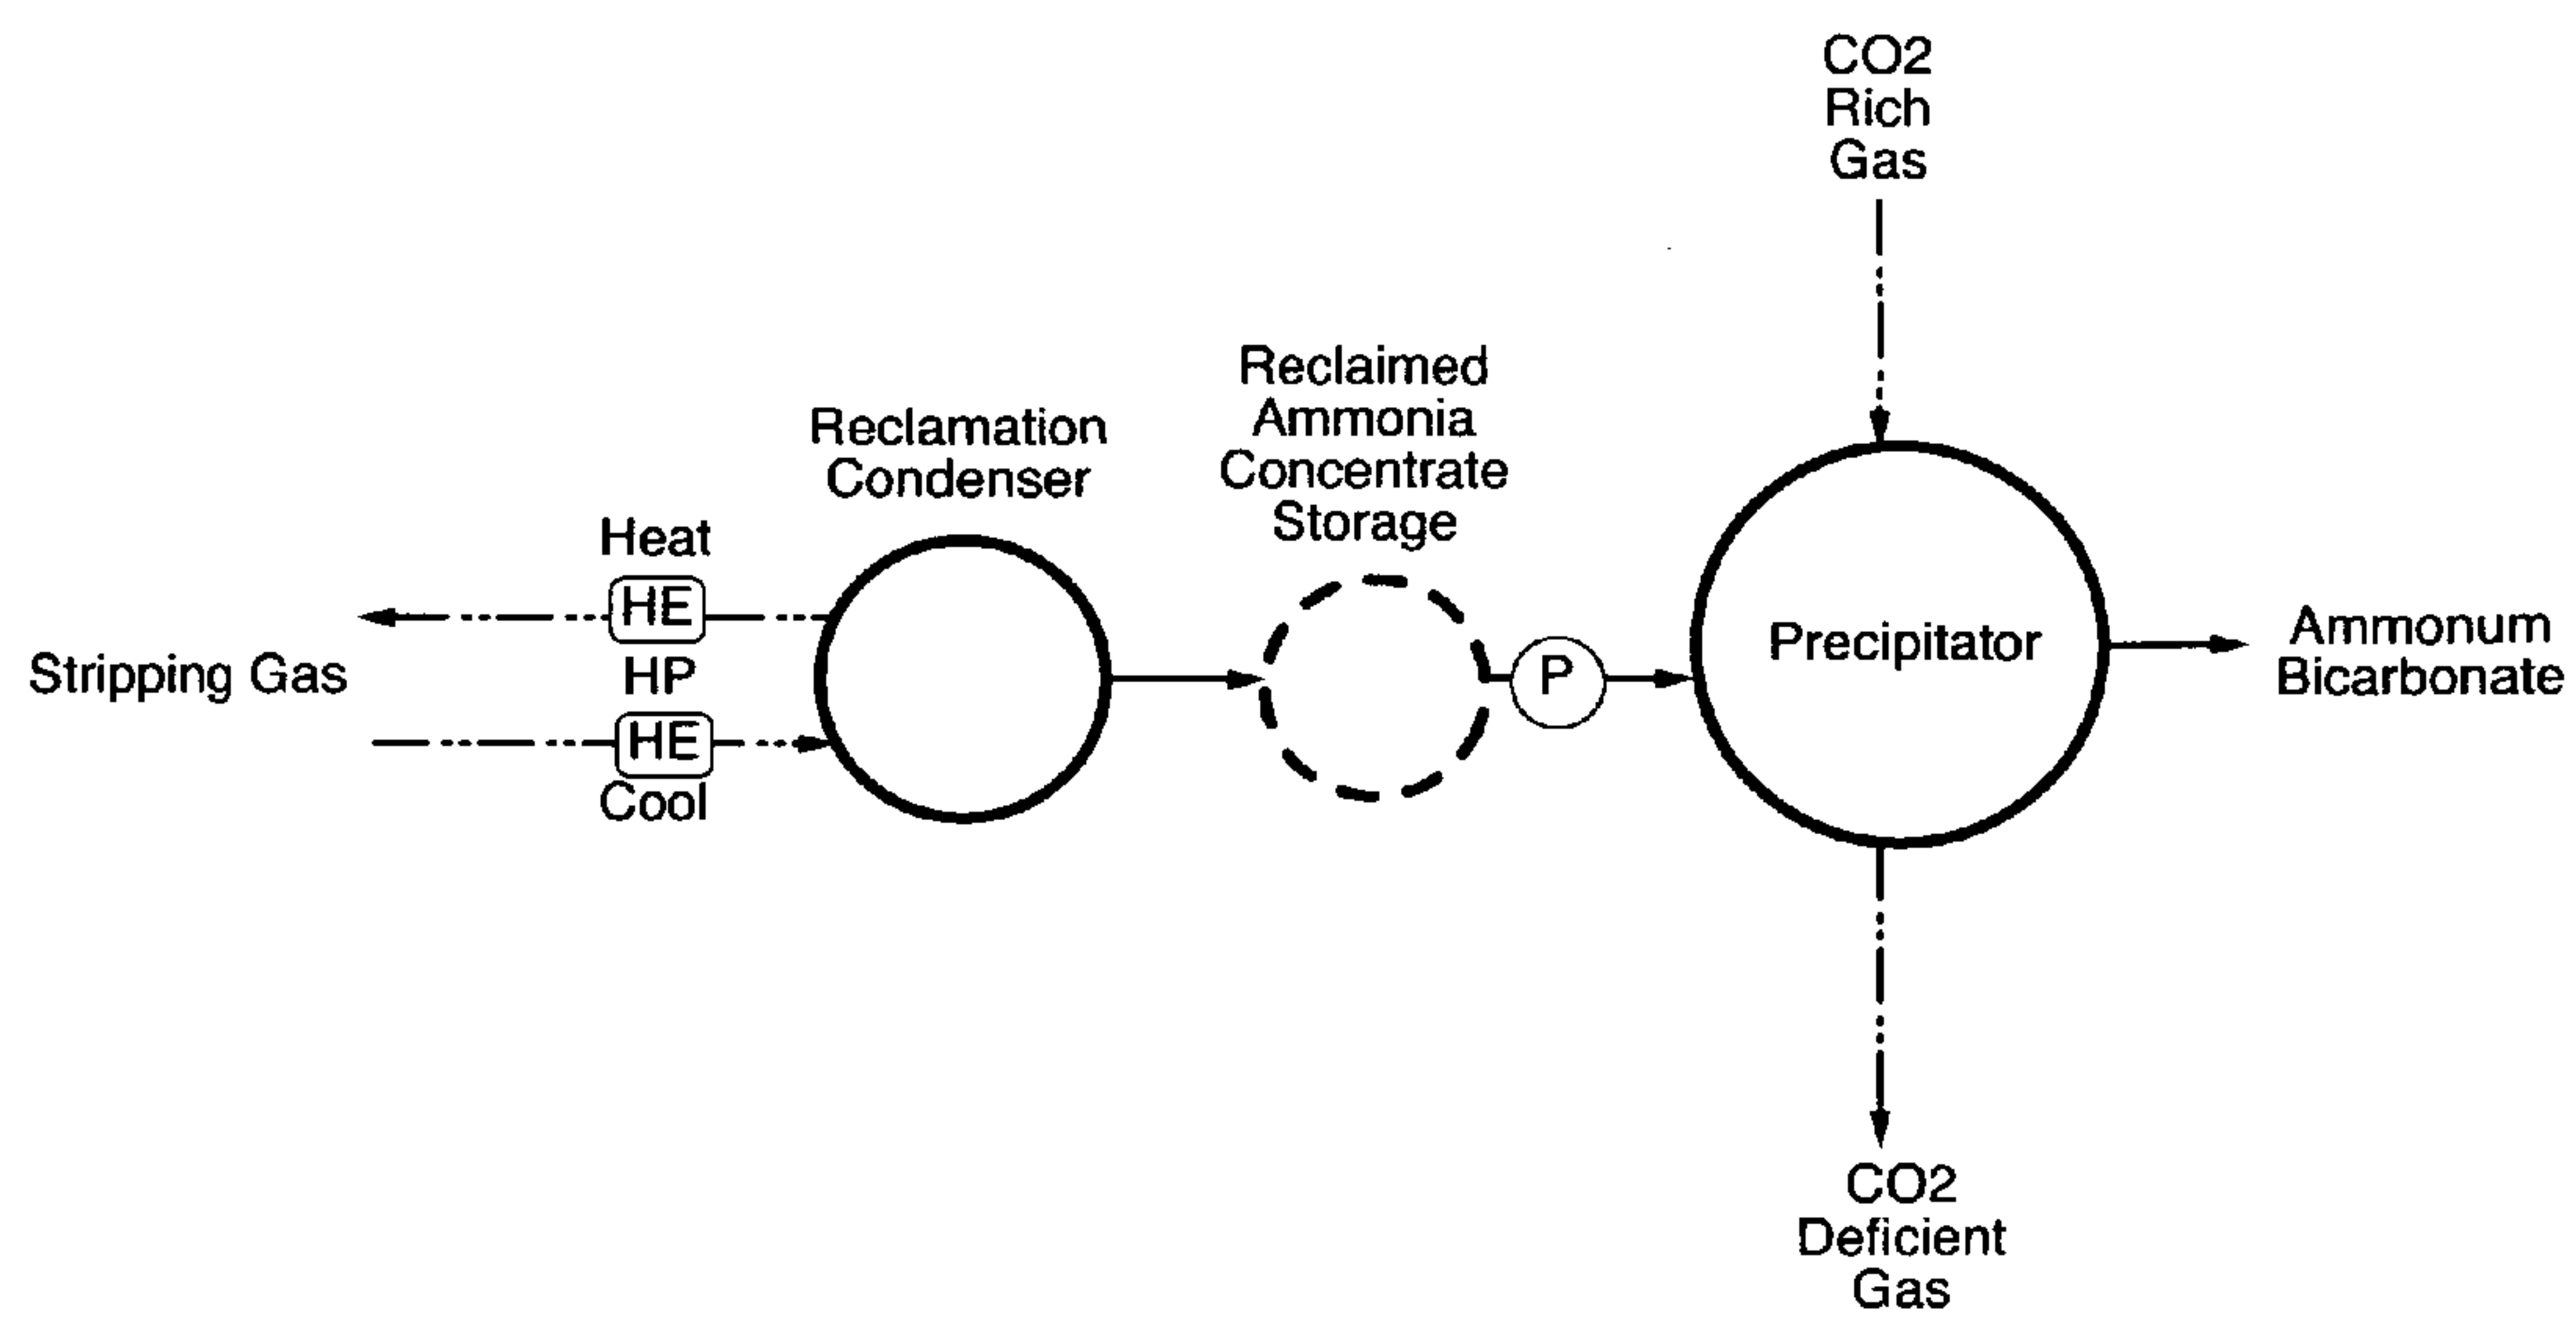 CO2
Rich
Gas
Reclaimed
Ammonia
Concentrate
Storage
Reclamation
Condenser
Heat
HE
HP
HE
Cool
Stripping Gas
P
Precipitator
Ammonum
Bicarbonate
CO2
Deficient
Gas